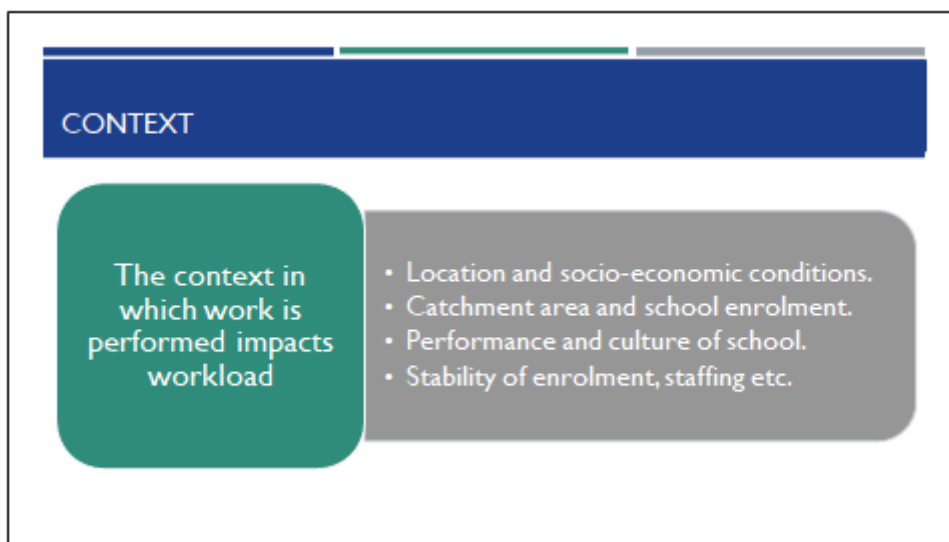 CONTEXT
The context in
which work is
performed impacts
workload
• Location and socio-economic conditions.
• Catchment area and school enrolment.
• Performance and culture of school.
• Stability of enrolment, staffing etc.